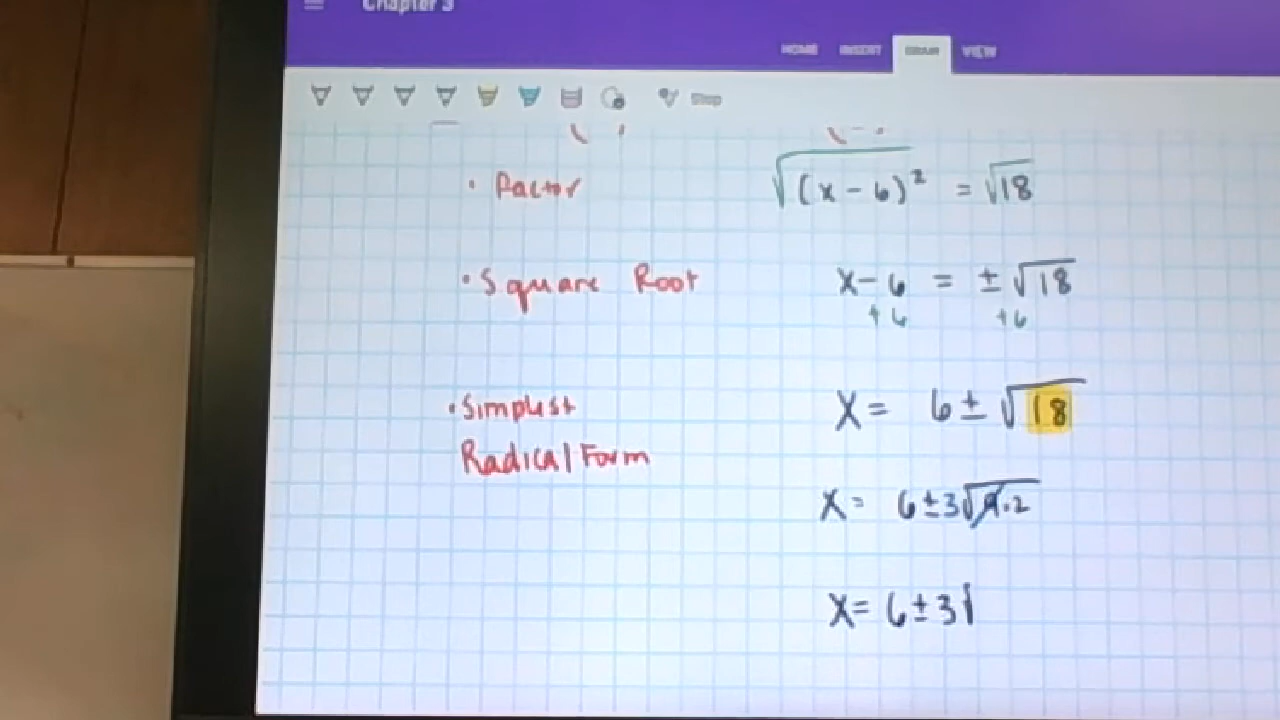 Chapter 3
HOME INSERT DRAW VIEW
Stop
• Factor
√(x - 6)² = √18
• Square Root
x - 6 = ± √18
+ 6 + 6
• Simplest
Radical Form
x = 6 ± √18
x = 6 ± 3√9·2
x = 6 ± 3√